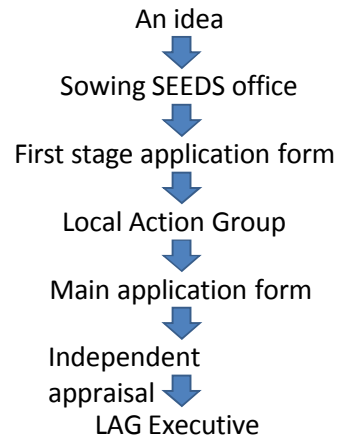 An idea
Sowing SEEDS office
First stage application form
Local Action Group
Main application form
Independent
appraisal
LAG Executive